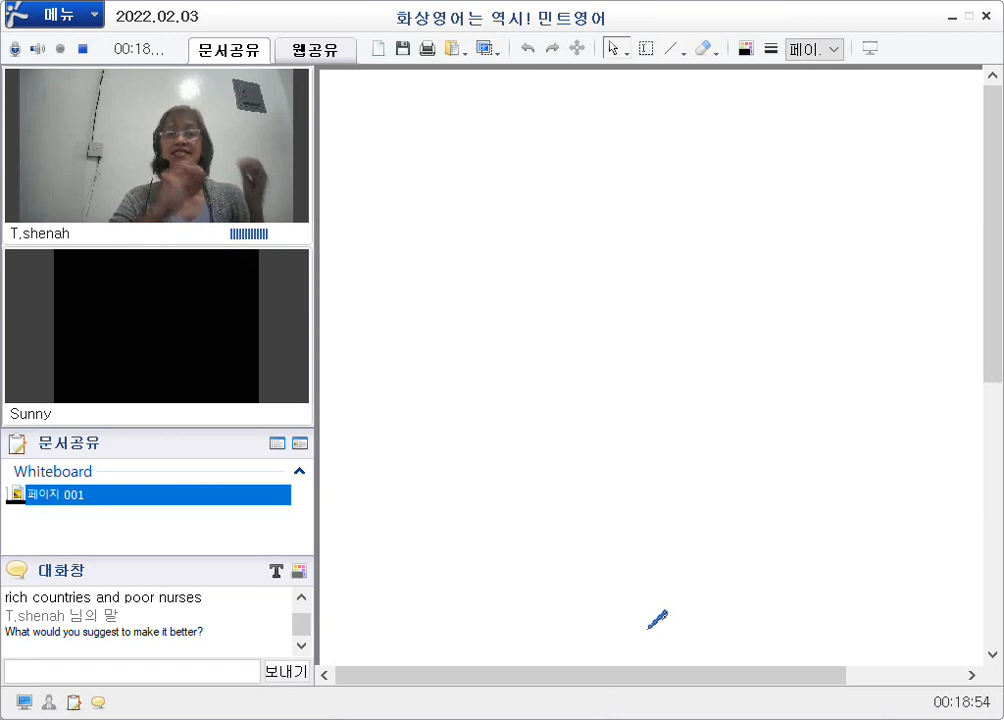 메뉴
2022.02.03
화상영어는 역시! 민트영어
00:18...
문서공유
웹공유
페이.
T.shenah
Sunny
문서공유
Whiteboard
페이지 001
대화창
T
rich countries and poor nurses
T.shenah 님의 말
What would you suggest to make it better?
보내기
00:18:54